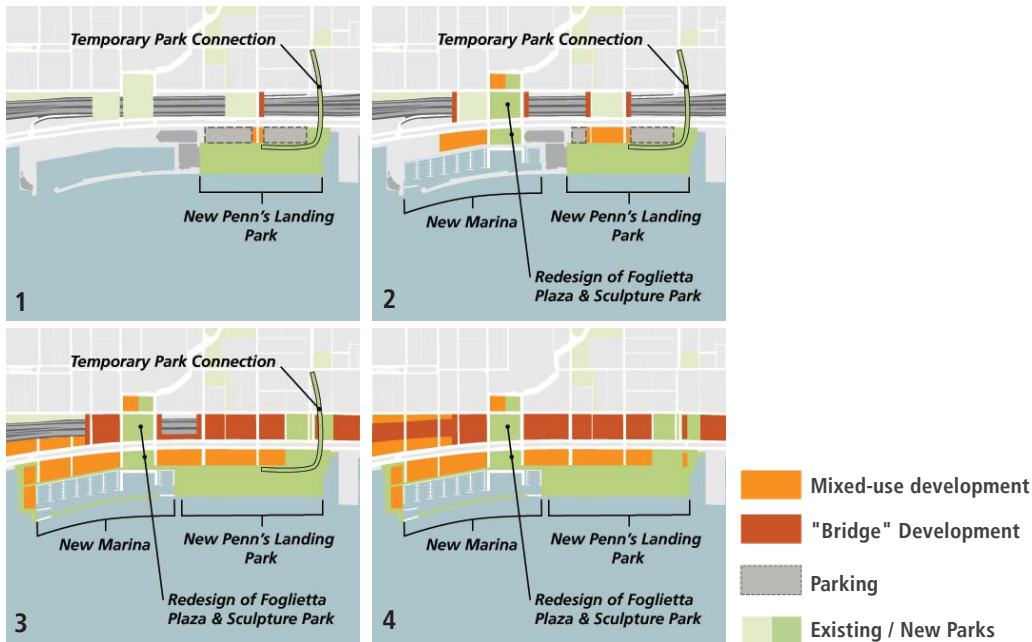 Temporary Park Connection
New Penn's Landing
Park
1
Temporary Park Connection
New Marina
New Penn's Landing
Park
Redesign of Foglietta
Plaza & Sculpture Park
2
Temporary Park Connection
New Marina
New Penn's Landing
Park
Redesign of Foglietta
Plaza & Sculpture Park
3
New Marina
New Penn's Landing
Park
Redesign of Foglietta
Plaza & Sculpture Park
4
Mixed-use development
"Bridge" Development
Parking
Existing / New Parks